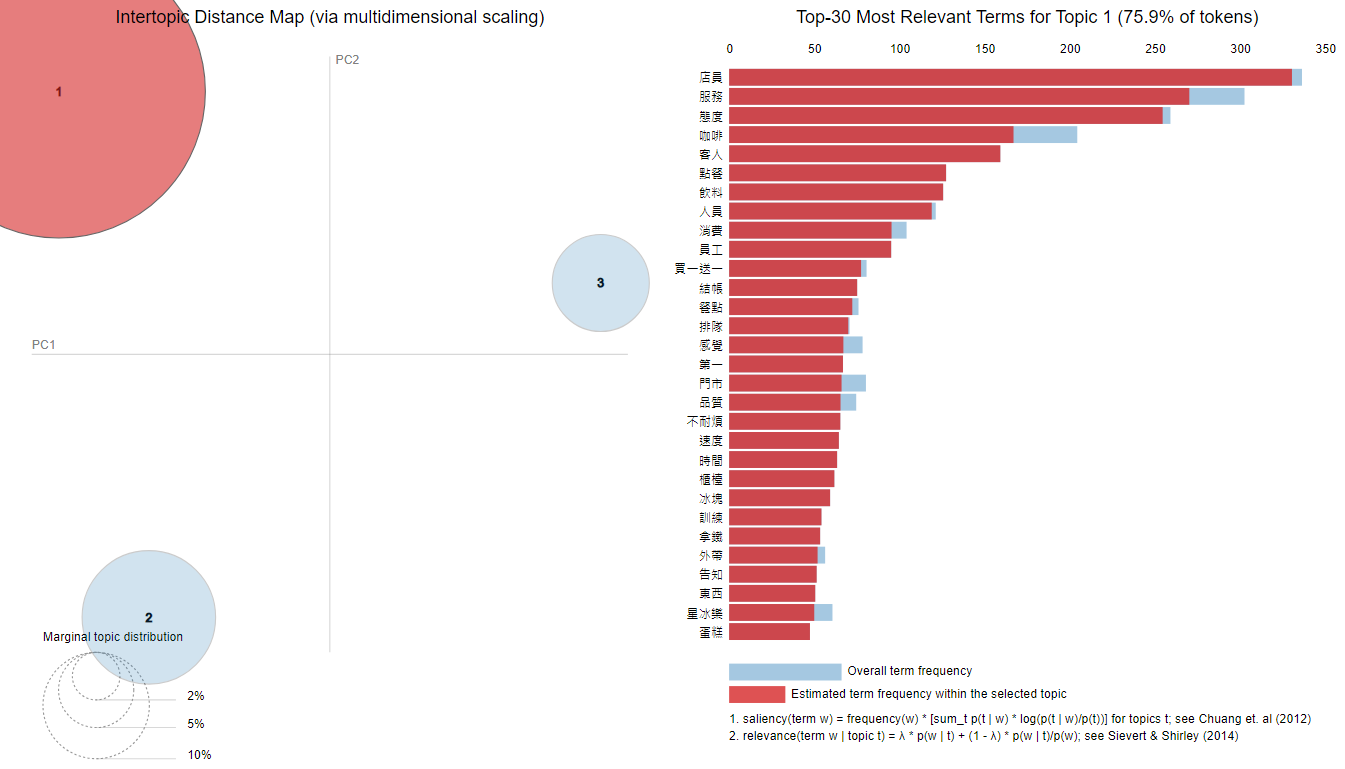 Intertopic Distance Map (via multidimensional scaling)
PC2
PC1
1
3
2
Marginal topic distribution
2%
5%
10%
Top-30 Most Relevant Terms for Topic 1 (75.9% of tokens)
0 50 100 150 200 250 300 350
店員
服務
態度
咖啡
客人
點餐
飲料
人員
消費
員工
買一送一
結帳
餐點
排隊
感覺
第一
門市
品質
不耐煩
速度
時間
櫃檯
冰塊
訓練
拿鐵
外帶
告知
東西
星冰樂
蛋糕
Overall term frequency
Estimated term frequency within the selected topic
1. saliency(term w) = frequency(w) * [sum_t p(t | w) * log(p(t | w)/p(t))] for topics t; see Chuang et. al (2012)
2. relevance(term w | topic t) = λ * p(w | t) + (1 - λ) * p(w | t)/p(w); see Sievert & Shirley (2014)